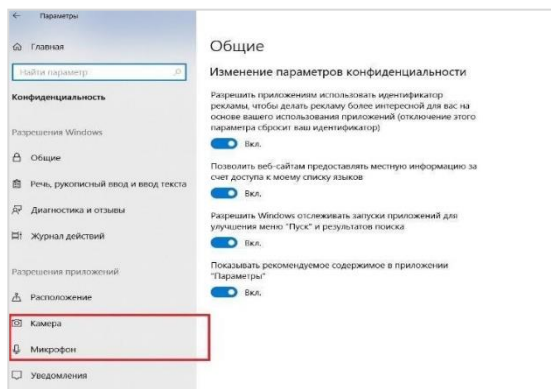 Параметры
Главная
Найти параметр
Конфиденциальность
Разрешения Windows
Общие
Речь, рукописный ввод и ввод текста
Диагностика и отзывы
Журнал действий
Разрешения приложений
Расположение
Камера
Микрофон
Уведомления
Общие
Изменение параметров конфиденциальности
Разрешить приложениям использовать идентификатор
рекламы, чтобы делать рекламу более интересной для вас на
основе вашего использования приложений (отключение этого
параметра сбросит ваш идентификатор)
Вкл.
Позволить веб-сайтам предоставлять местную информацию за
счет доступа к моему списку языков
Вкл.
Разрешить Windows отслеживать запуски приложений для
улучшения меню "Пуск" и результатов поиска
Вкл.
Показывать рекомендуемое содержимое в приложении
"Параметры"
Вкл.